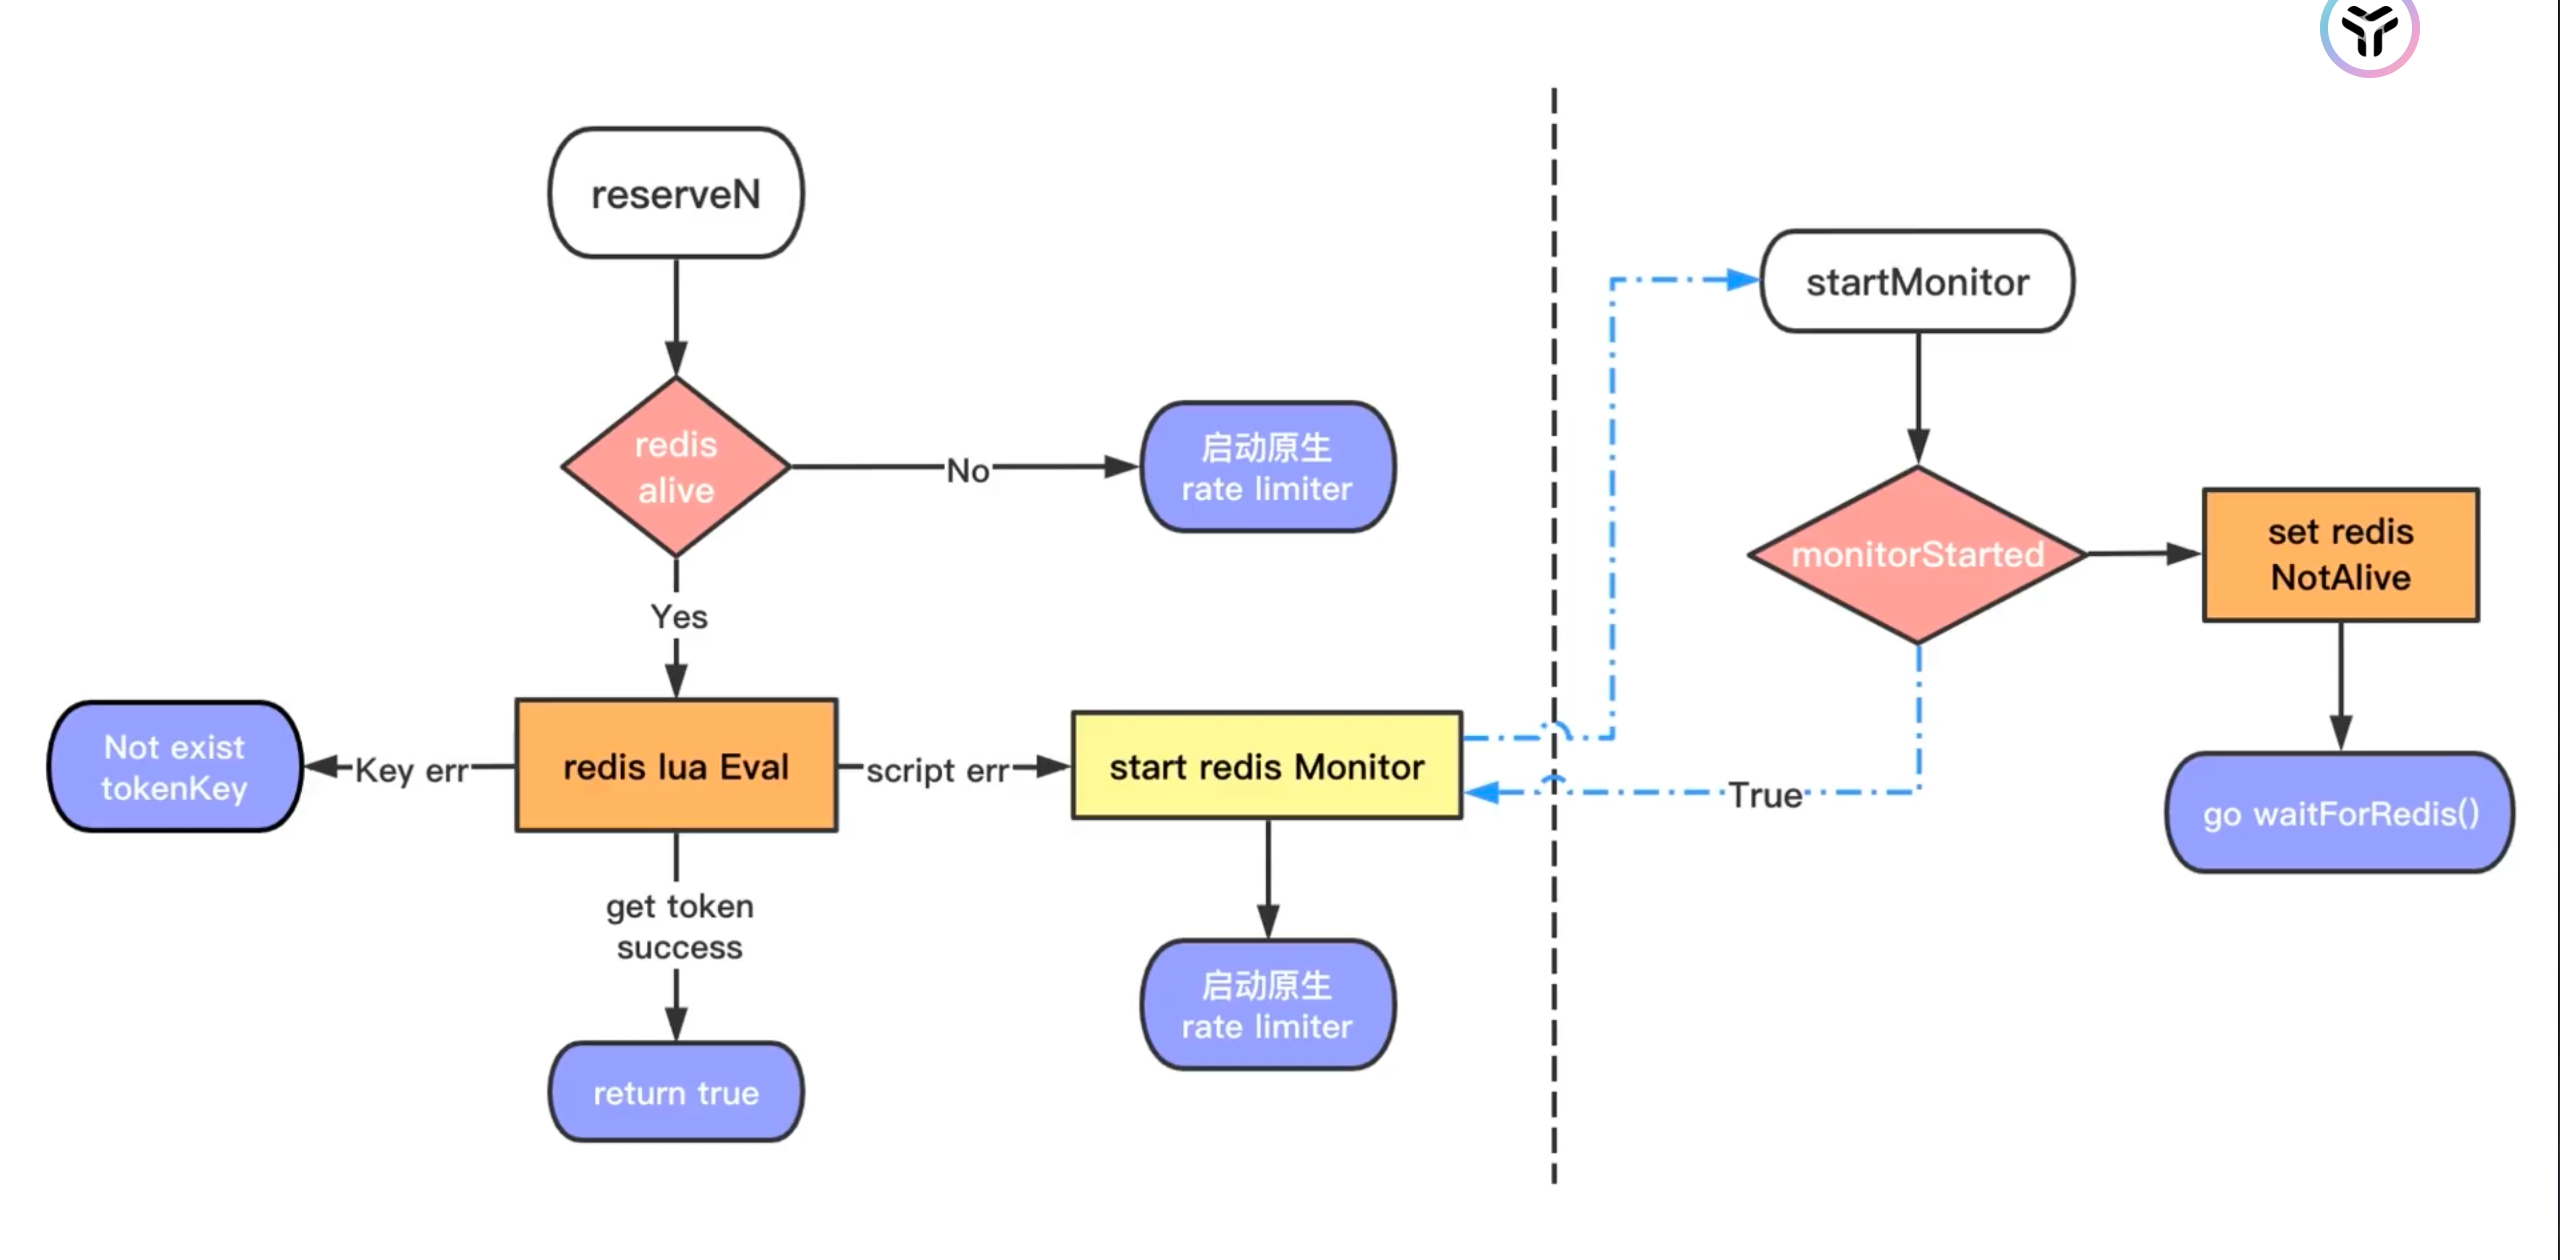 reserveN
startMonitor
redis
alive
No
启动原生
rate limiter
monitorStarted
set redis
NotAlive
Yes
Not exist
tokenKey
Key err
redis lua Eval
script err
start redis Monitor
True
go waitForRedis()
get token
success
启动原生
rate limiter
return true